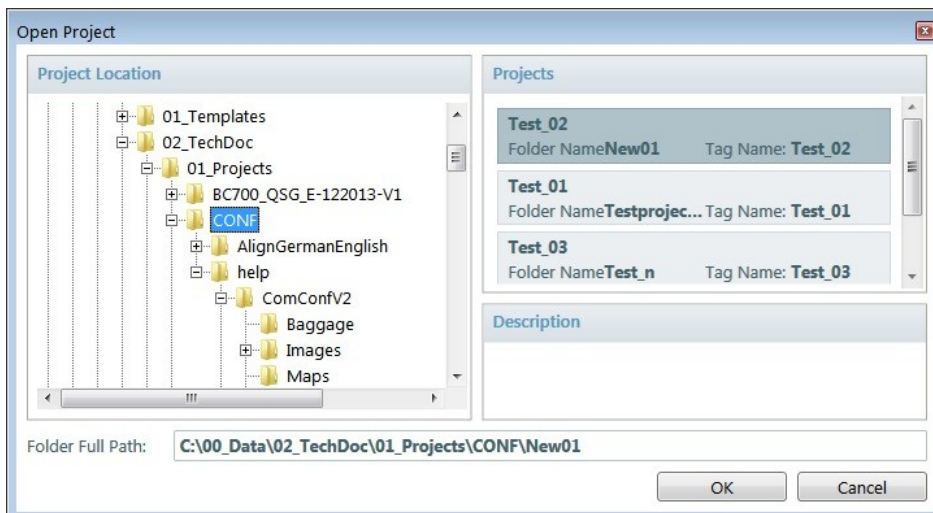 Open Project
Project Location
01_Templates
02_TechDoc
01_Projects
BC700_QSG_E-122013-V1
CONF
AlignGermanEnglish
help
ComConfV2
Baggage
Images
Maps
Projects
Test_02
Folder NameNew01 Tag Name: Test_02
Test_01
Folder NameTestprojec... Tag Name: Test_01
Test_03
Folder NameTest_n Tag Name: Test_03
Description
Folder Full Path: C:\00_Data\02_TechDoc\01_Projects\CONF\New01
OK Cancel